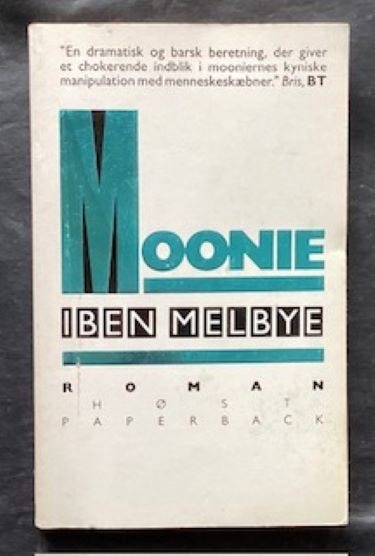 "En dramatisk og barsk beretning, der giver
et chokerende indblik i mooniernes kyniske
manipulation med menneskeskæbner." Bris, BT
MOONIE
IBEN MELBYE
ROMAN
HØST
PAPERBACK